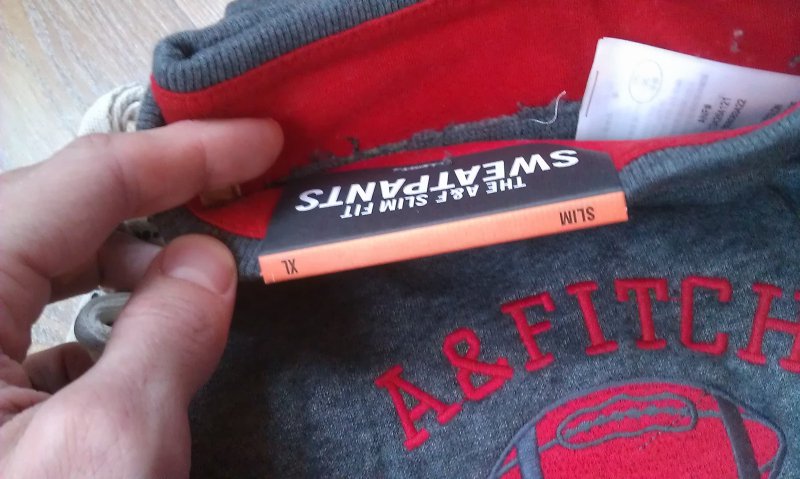 THE A&F SLIM FIT
SWEATPANTS
SLIM
XL
A&FITCH